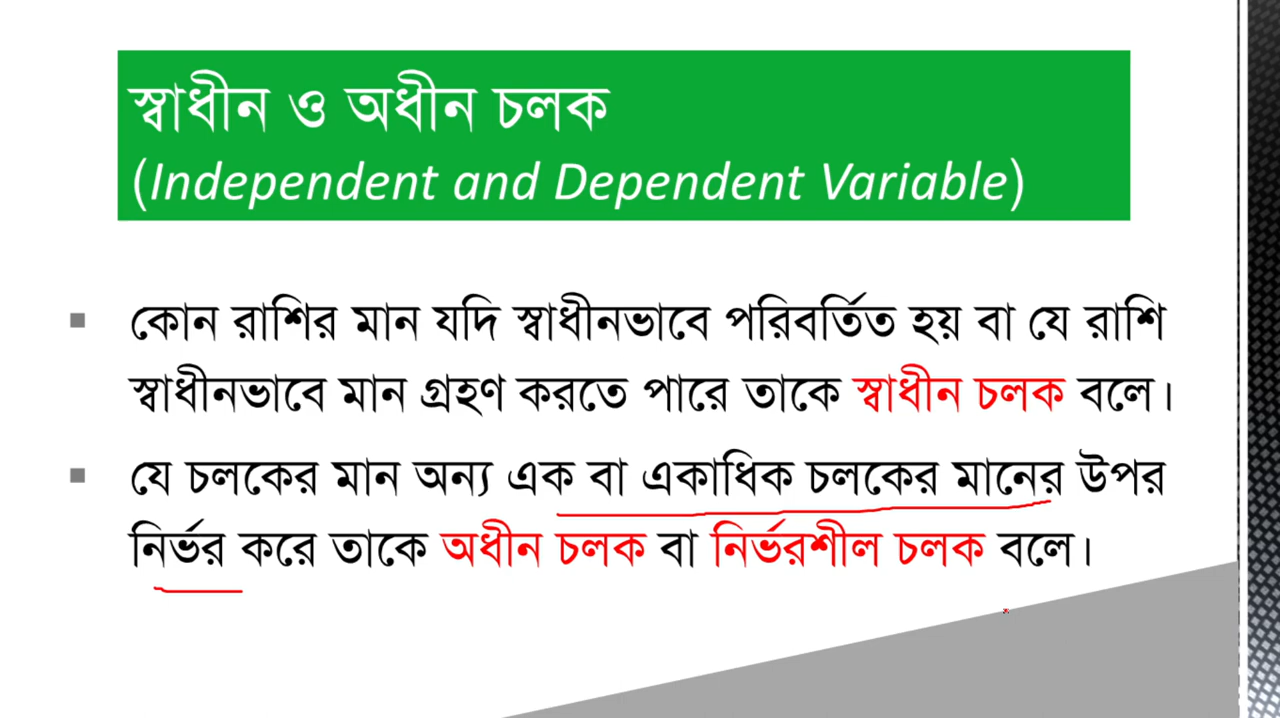 স্বাধীন ও অধীন চলক
(Independent and Dependent Variable)
কোন রাশির মান যদি স্বাধীনভাবে পরিবর্তিত হয় বা যে রাশি
স্বাধীনভাবে মান গ্রহণ করতে পারে তাকে স্বাধীন চলক বলে।
যে চলকের মান অন্য এক বা একাধিক চলকের মানের উপর
নির্ভর করে তাকে অধীন চলক বা নির্ভরশীল চলক বলে।